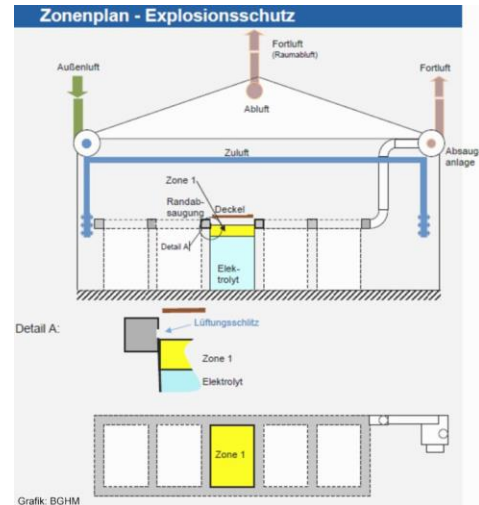 Zonenplan - Explosionsschutz
Fortluft
(Raumabluft)
Außenluft
Fortluft
Abluft
Zuluft
Absaug
anlage
Zone 1
Randab-
saugung
Deckel
Detail A
Elek-
trolyt
Detail A:
Lüftungsschlitz
Zone 1
Elektrolyt
Zone 1
Grafik: BGHM